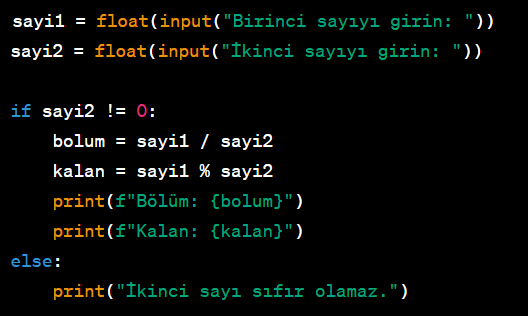 sayi1 = float(input("Birinci sayıyı girin: "))
sayi2 = float(input("İkinci sayıyı girin: "))

if sayi2 != 0:
    bolum = sayi1 / sayi2
    kalan = sayi1 % sayi2
    print(f"Bölüm: {bolum}")
    print(f"Kalan: {kalan}")
else:
    print("İkinci sayı sıfır olamaz.")